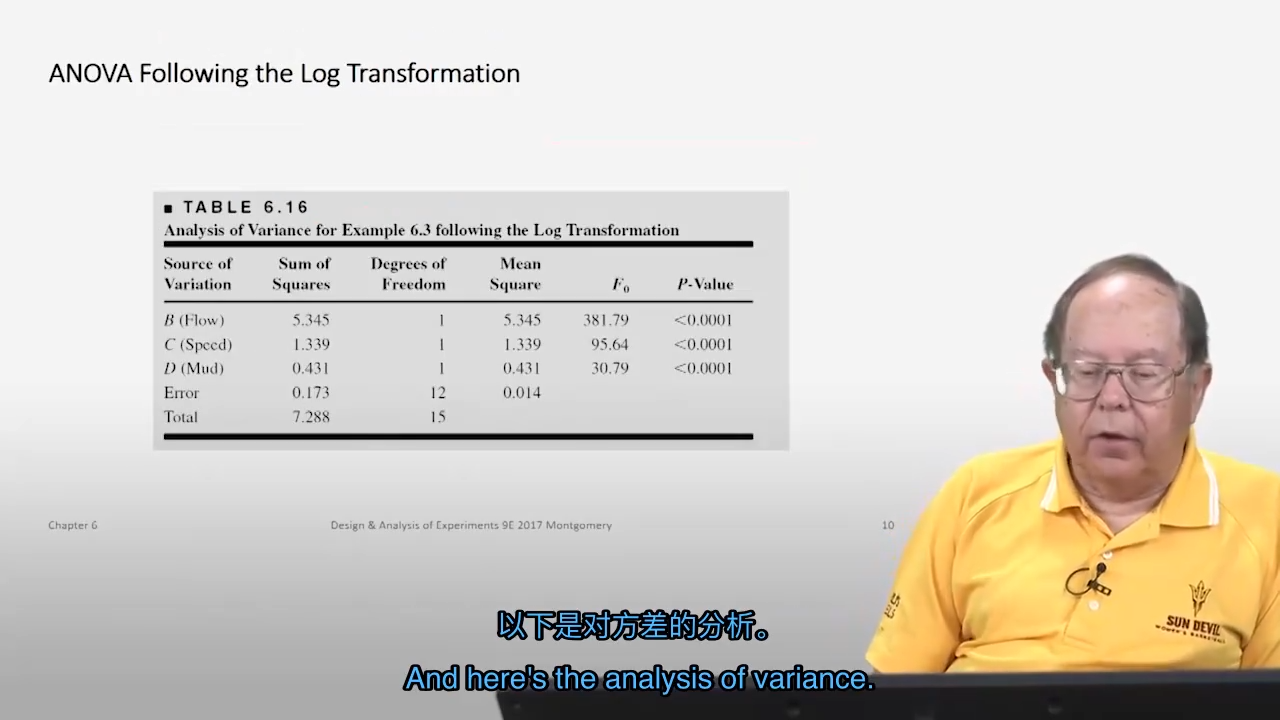 ANOVA Following the Log Transformation
■ TABLE 6.16
Analysis of Variance for Example 6.3 following the Log Transformation
Source of Variation Sum of Squares Degrees of Freedom Mean Square F0 P-Value
B (Flow) 5.345 1 5.345 381.79 <0.0001
C (Speed) 1.339 1 1.339 95.64 <0.0001
D (Mud) 0.431 1 0.431 30.79 <0.0001
Error 0.173 12 0.014
Total 7.288 15
Chapter 6 Design & Analysis of Experiments 9E 2017 Montgomery 10
SUN DEVIL
WOMEN'S BASKETBALL
以下是对方差的分析。
And here's the analysis of variance.